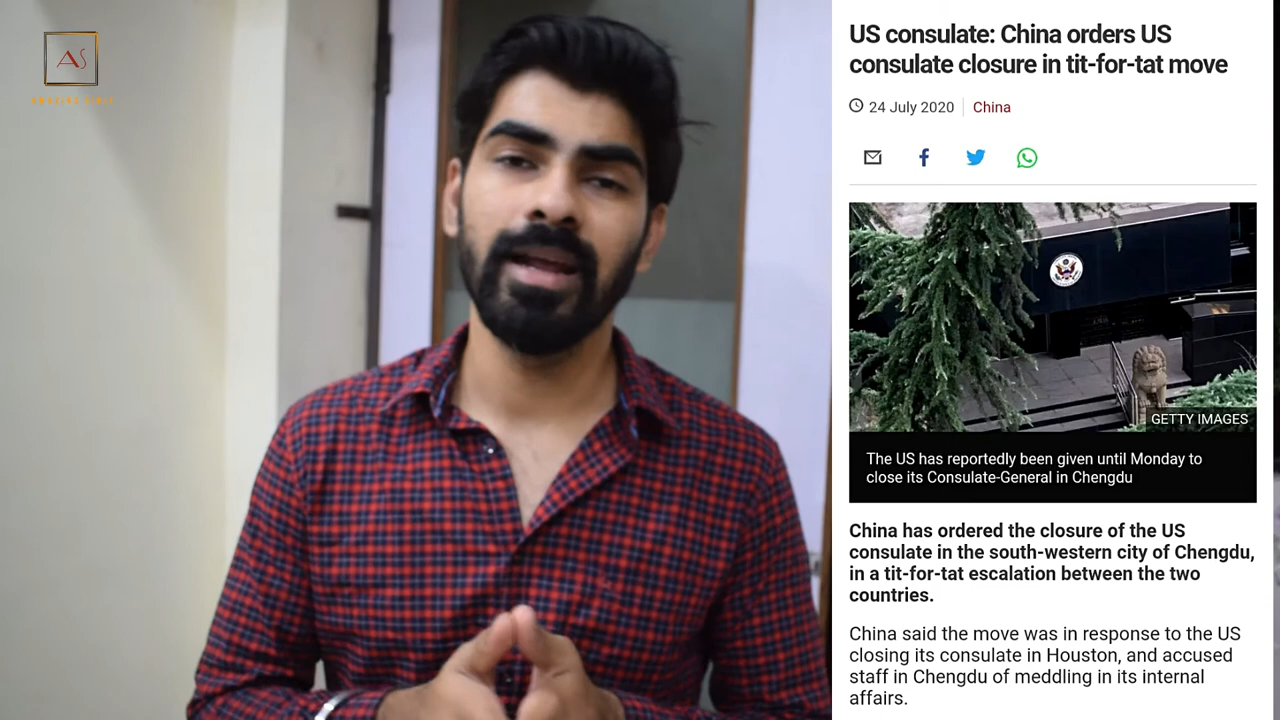 AS
US consulate: China orders US
consulate closure in tit-for-tat move
24 July 2020
China
GETTY IMAGES
The US has reportedly been given until Monday to
close its Consulate-General in Chengdu
China has ordered the closure of the US
consulate in the south-western city of Chengdu,
in a tit-for-tat escalation between the two
countries.
China said the move was in response to the US
closing its consulate in Houston, and accused
staff in Chengdu of meddling in its internal
affairs.